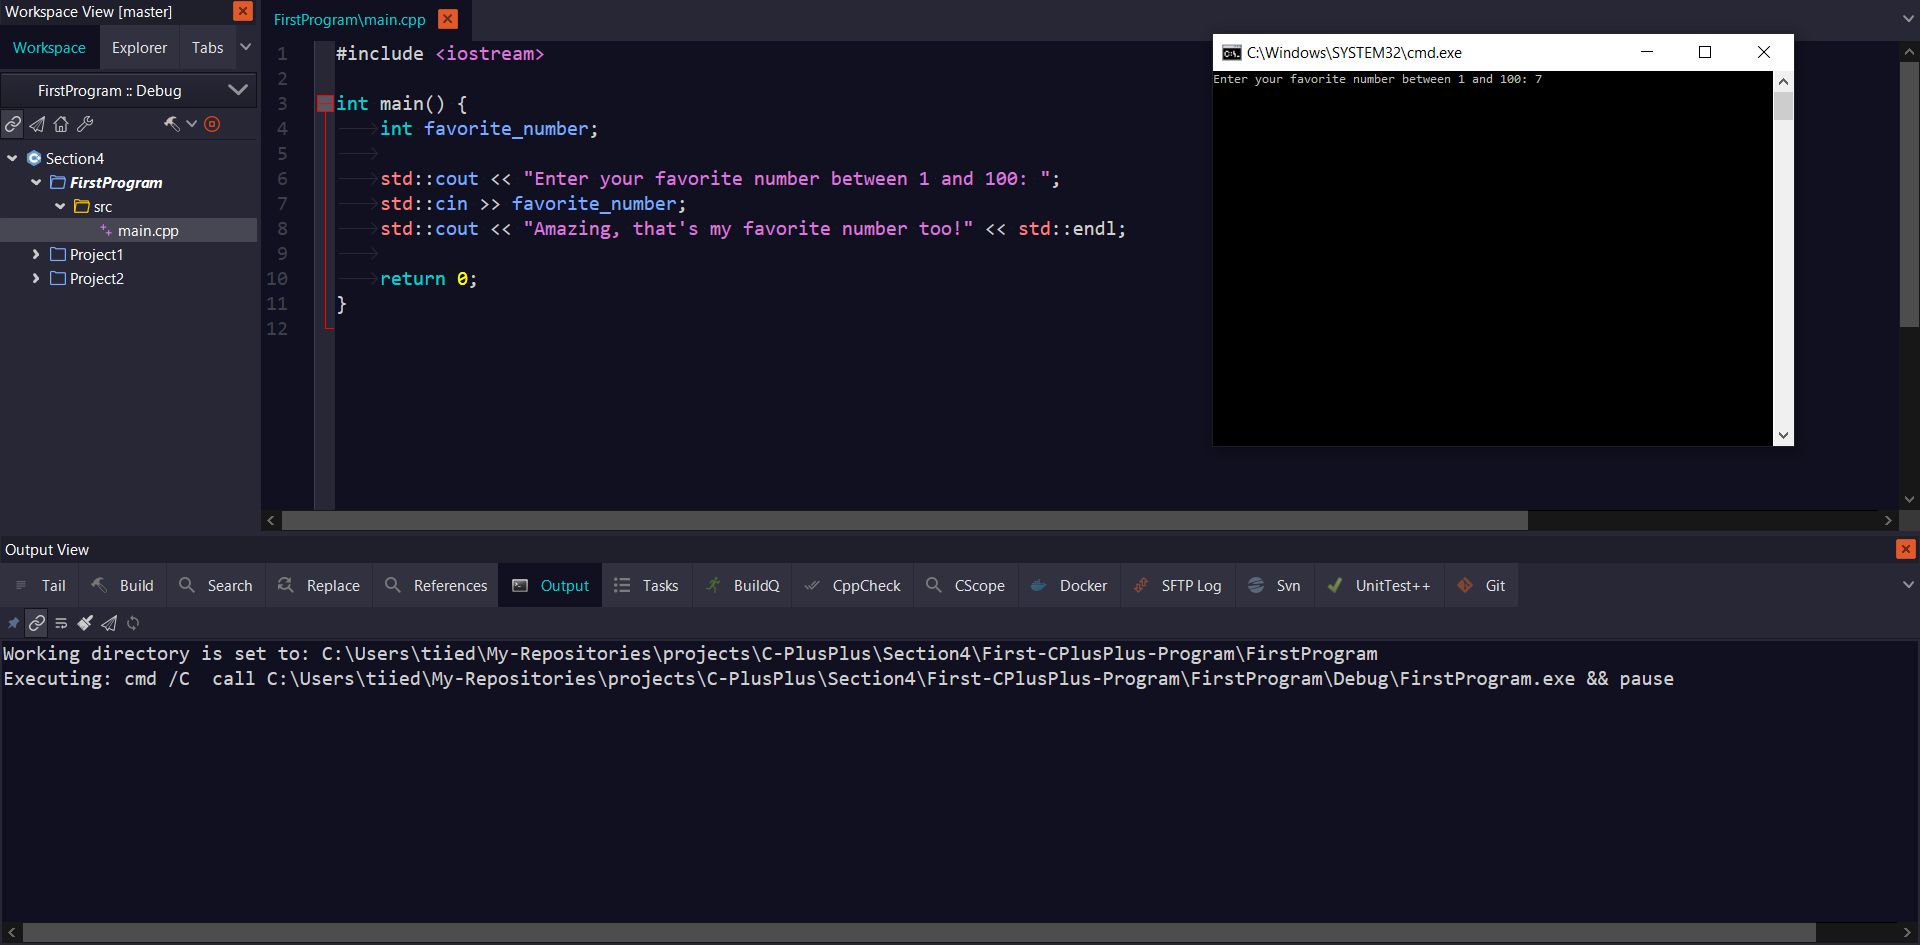 Workspace View [master]
Workspace Explorer Tabs
FirstProgram :: Debug
Section4
FirstProgram
src
main.cpp
Project1
Project2
FirstProgram\main.cpp
1 #include <iostream>
2
3 int main() {
4 int favorite_number;
5
6 std::cout << "Enter your favorite number between 1 and 100: ";
7 std::cin >> favorite_number;
8 std::cout << "Amazing, that's my favorite number too!" << std::endl;
9
10 return 0;
11 }
12
C:\Windows\SYSTEM32\cmd.exe
Enter your favorite number between 1 and 100: 7
Output View
Tail Build Search Replace References Output Tasks BuildQ CppCheck CScope Docker SFTP Log Svn UnitTest++ Git
Working directory is set to: C:\Users\tiied\My-Repositories\projects\C-PlusPlus\Section4\First-CPlusPlus-Program\FirstProgram
Executing: cmd /C  call C:\Users\tiied\My-Repositories\projects\C-PlusPlus\Section4\First-CPlusPlus-Program\FirstProgram\Debug\FirstProgram.exe && pause